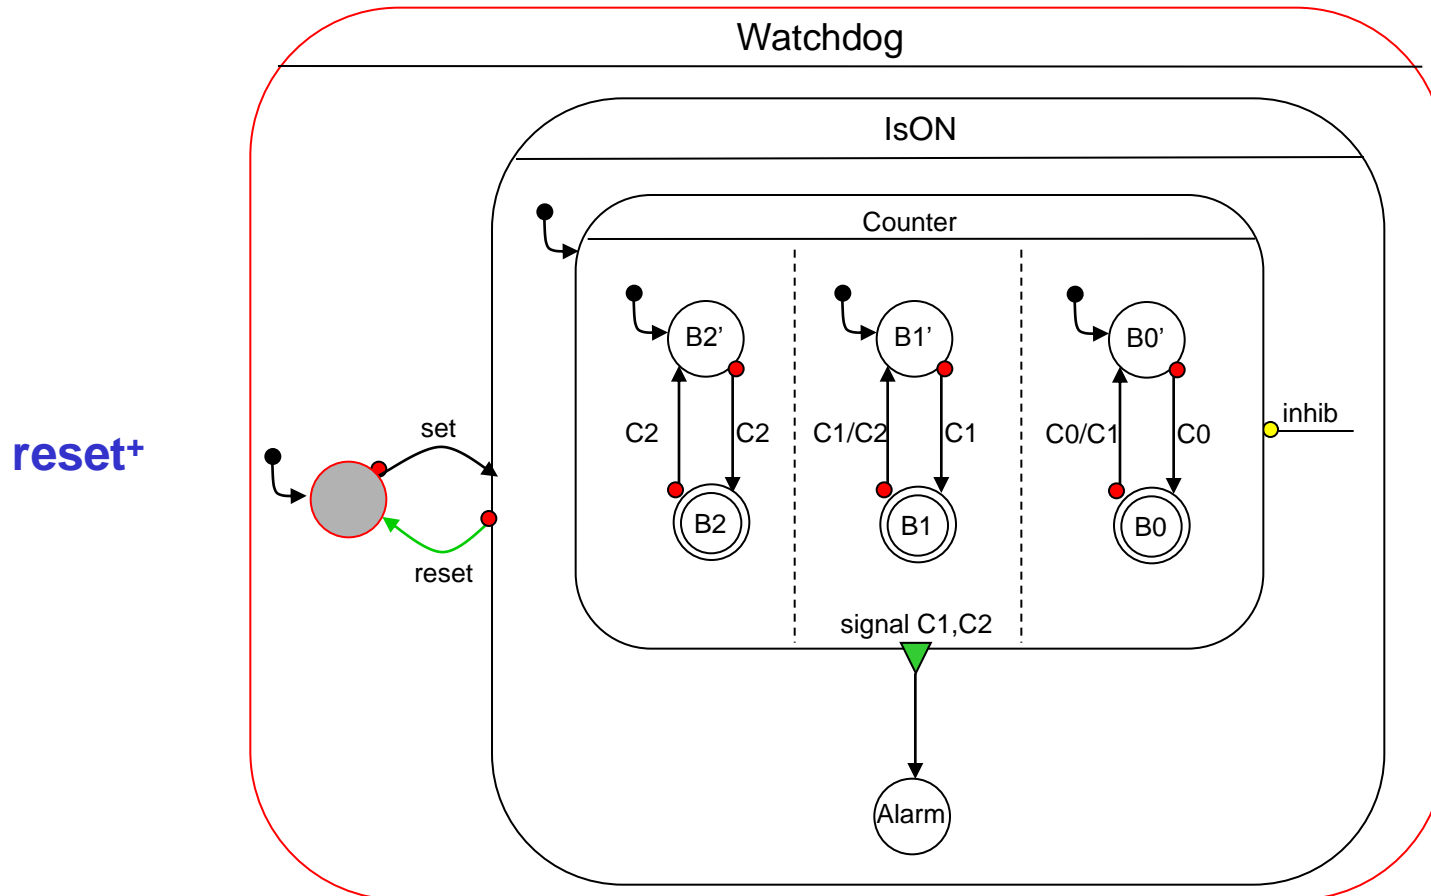 Watchdog
IsON
Counter
B2’
B1’
B0’
inhib
set
C2
C2
C1/C2
C1
C0/C1
C0
reset⁺
B2
B1
B0
reset
signal C1,C2
Alarm